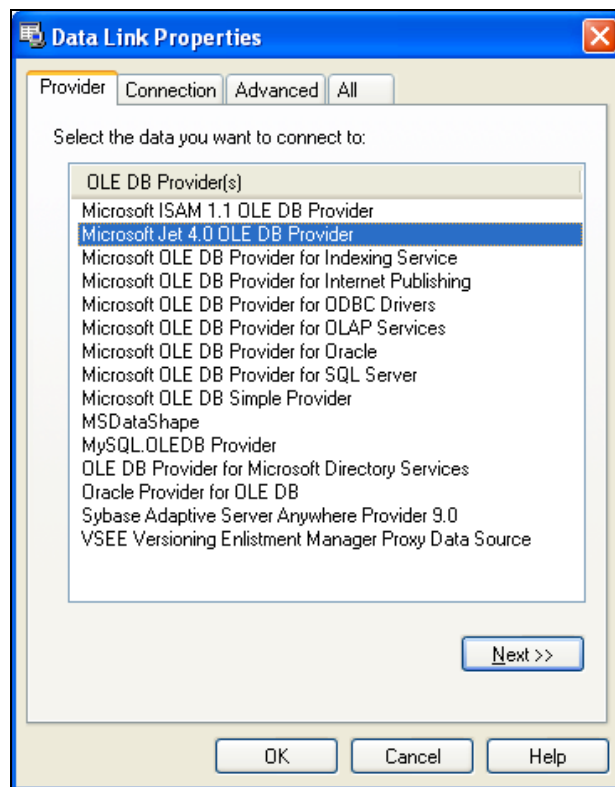 Data Link Properties
Provider Connection Advanced All
Select the data you want to connect to:
OLE DB Provider(s)
Microsoft ISAM 1.1 OLE DB Provider
Microsoft Jet 4.0 OLE DB Provider
Microsoft OLE DB Provider for Indexing Service
Microsoft OLE DB Provider for Internet Publishing
Microsoft OLE DB Provider for ODBC Drivers
Microsoft OLE DB Provider for OLAP Services
Microsoft OLE DB Provider for Oracle
Microsoft OLE DB Provider for SQL Server
Microsoft OLE DB Simple Provider
MSDataShape
MySQL.OLEDB Provider
OLE DB Provider for Microsoft Directory Services
Oracle Provider for OLE DB
Sybase Adaptive Server Anywhere Provider 9.0
VSEE Versioning Enlistment Manager Proxy Data Source
Next >>
OK Cancel Help